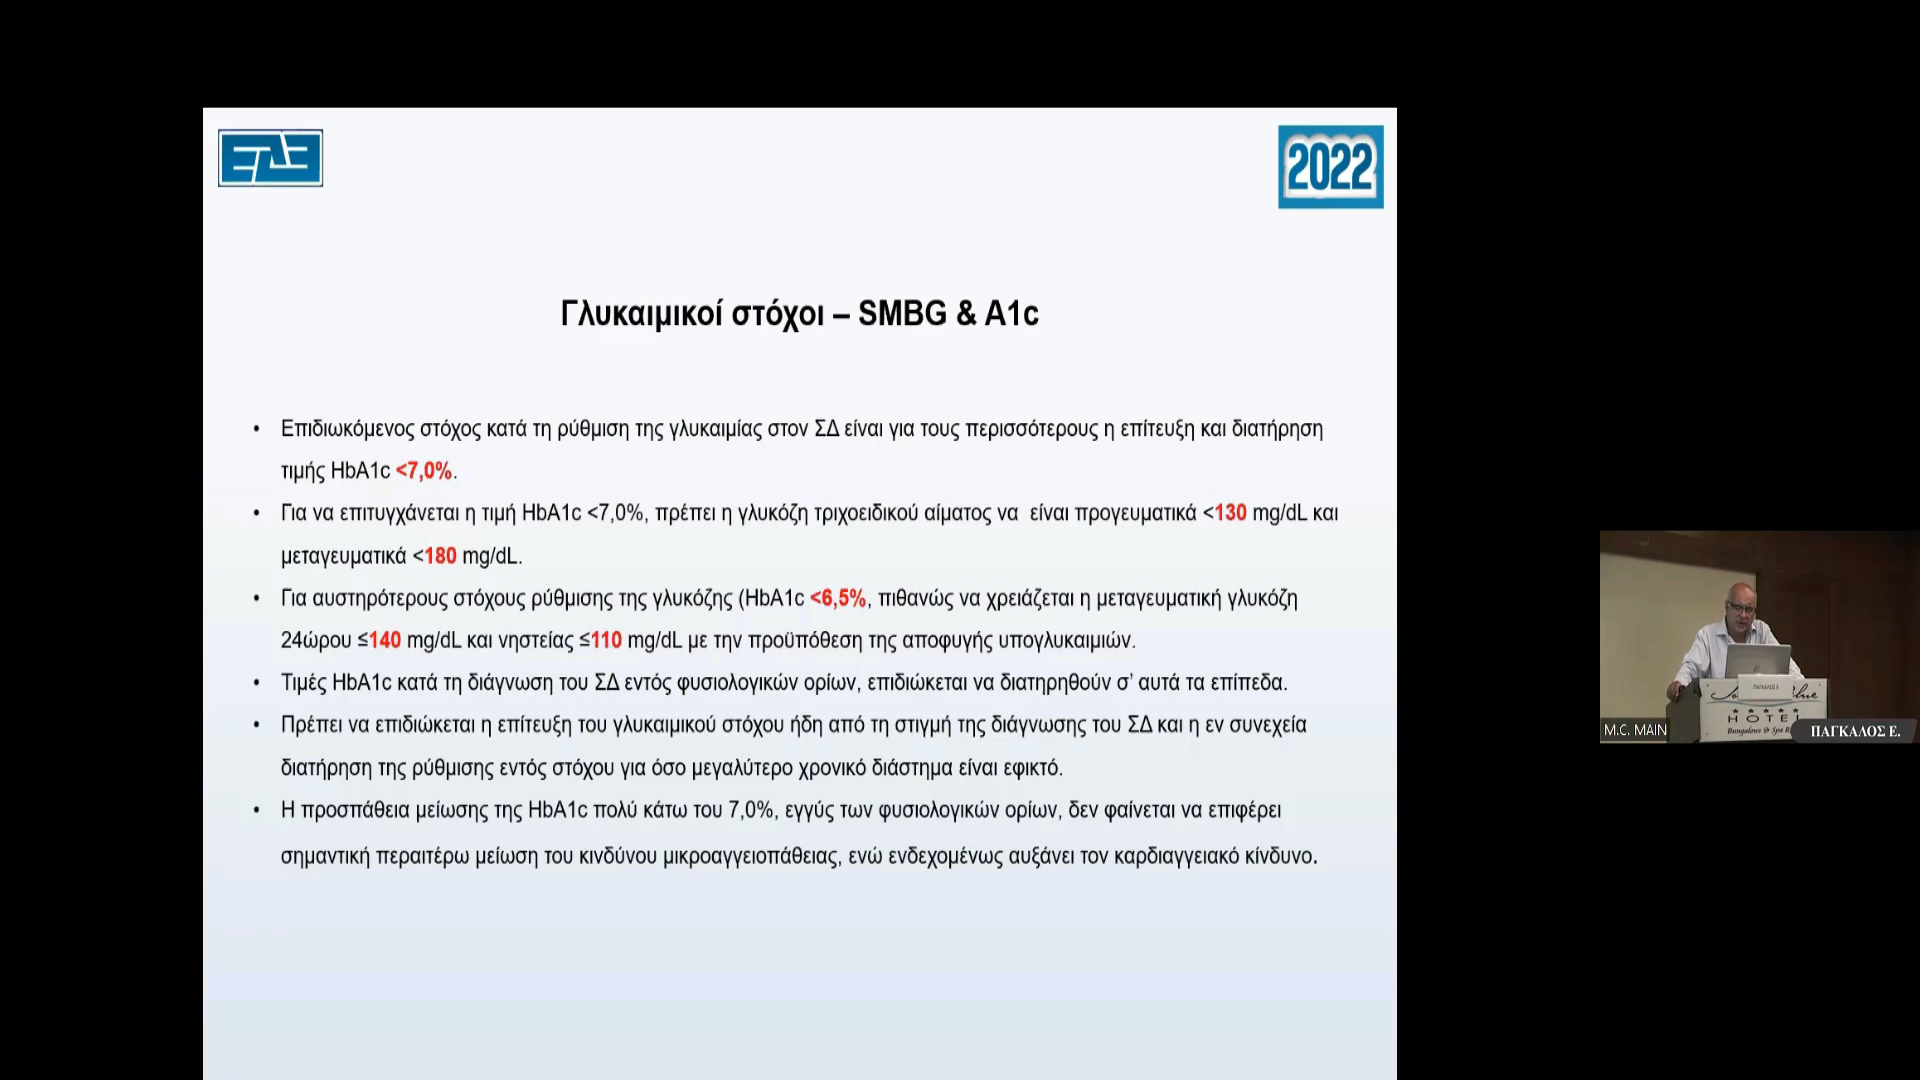 ΕΔΕ
2022
Γλυκαιμικοί στόχοι – SMBG & A1c
• Επιδιωκόμενος στόχος κατά τη ρύθμιση της γλυκαιμίας στον ΣΔ είναι για τους περισσότερους η επίτευξη και διατήρηση
τιμής HbA1c <7,0%.
• Για να επιτυγχάνεται η τιμή HbA1c <7,0%, πρέπει η γλυκόζη τριχοειδικού αίματος να είναι προγευματικά <130 mg/dL και
μεταγευματικά <180 mg/dL.
• Για αυστηρότερους στόχους ρύθμισης της γλυκόζης (HbA1c <6,5%, πιθανώς να χρειάζεται η μεταγευματική γλυκόζη
24ώρου ≤140 mg/dL και νηστείας ≤110 mg/dL με την προϋπόθεση της αποφυγής υπογλυκαιμιών.
• Τιμές HbA1c κατά τη διάγνωση του ΣΔ εντός φυσιολογικών ορίων, επιδιώκεται να διατηρηθούν σ’ αυτά τα επίπεδα.
• Πρέπει να επιδιώκεται η επίτευξη του γλυκαιμικού στόχου ήδη από τη στιγμή της διάγνωσης του ΣΔ και η εν συνεχεία
διατήρηση της ρύθμισης εντός στόχου για όσο μεγαλύτερο χρονικό διάστημα είναι εφικτό.
• Η προσπάθεια μείωσης της HbA1c πολύ κάτω του 7,0%, εγγύς των φυσιολογικών ορίων, δεν φαίνεται να επιφέρει
σημαντική περαιτέρω μείωση του κινδύνου μικροαγγειοπάθειας, ενώ ενδεχομένως αυξάνει τον καρδιαγγειακό κίνδυνο.
ΠΑΓΚΑΛΟΣ Ε.
HOTEL
Bungalows & Spa
M.C. MAIN
ΠΑΓΚΑΛΟΣ Ε.